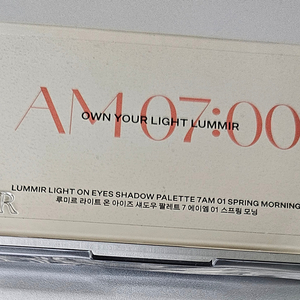 AM 07:00
OWN YOUR LIGHT LUMMIR
LUMMIR LIGHT ON EYES SHADOW PALETTE 7AM 01 SPRING MORNING
루미르 라이트 온 아이즈 섀도우 팔레트 7 에이엠 01 스프링 모닝
R